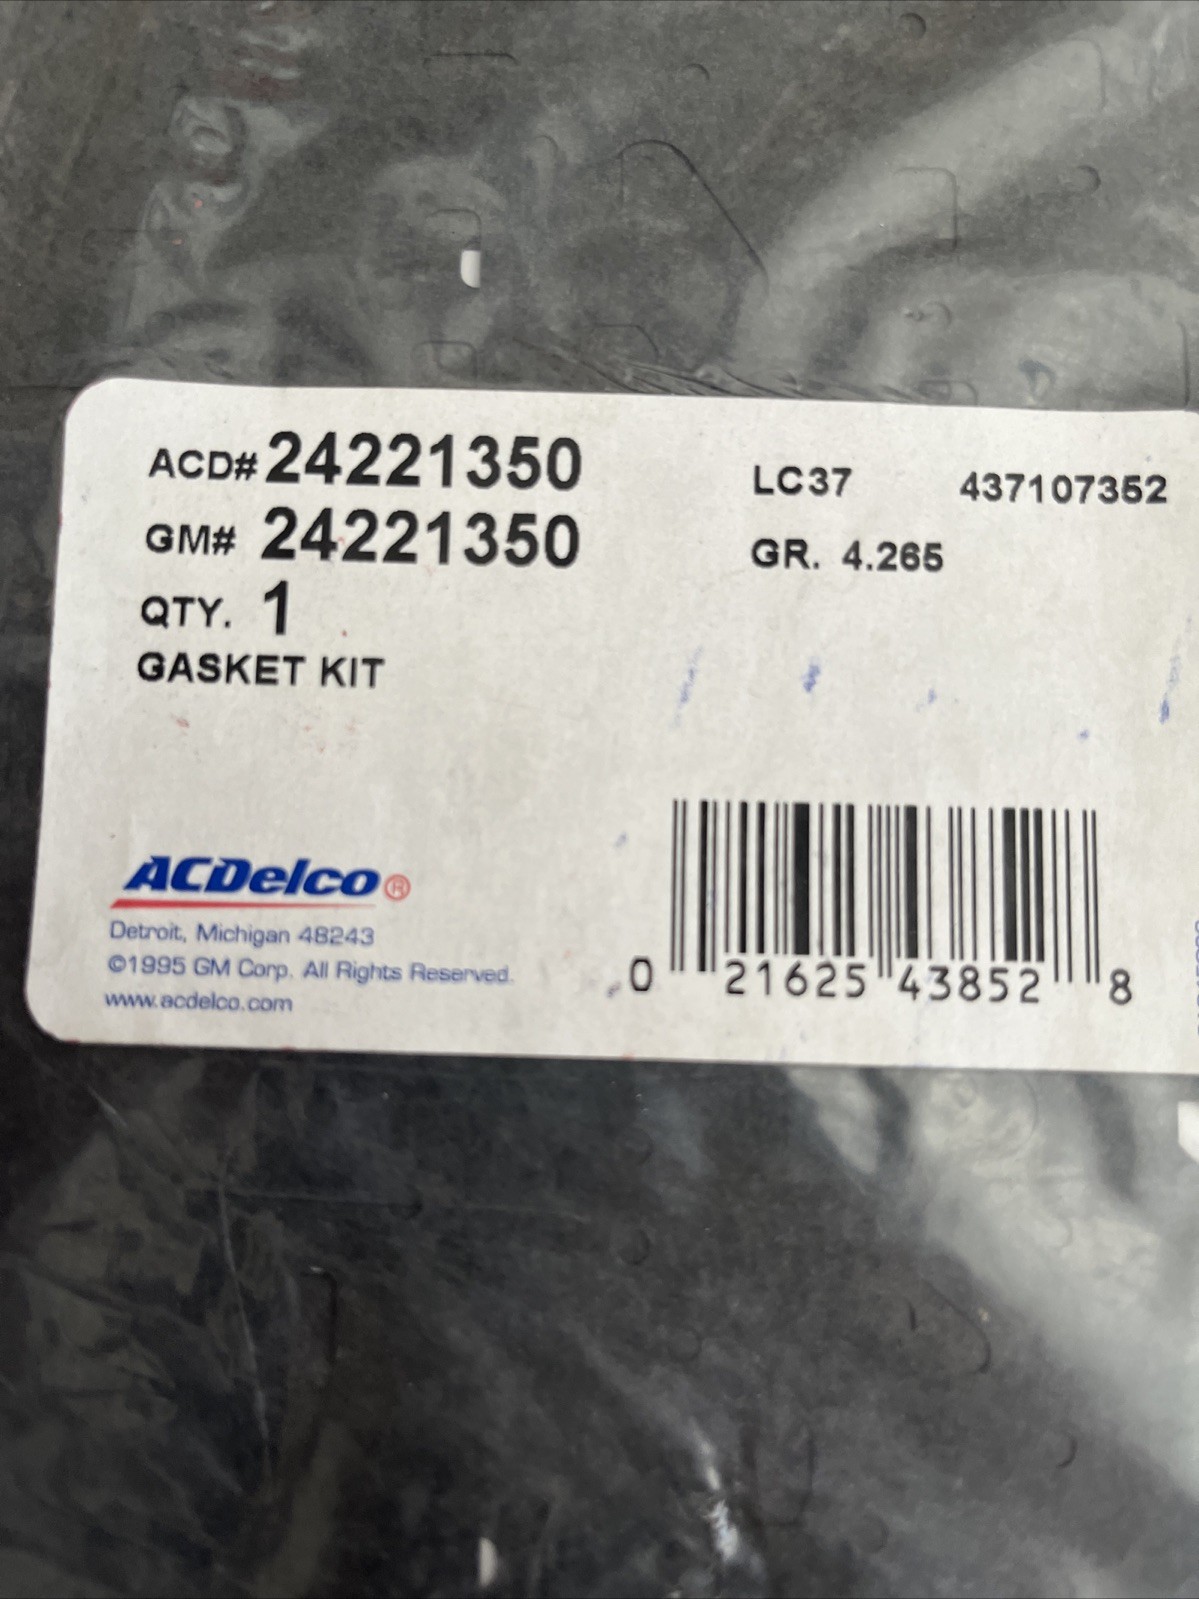 ACD# 24221350
GM# 24221350
QTY. 1
GASKET KIT
LC37 437107352
GR. 4.265
ACDelco®
Detroit, Michigan 48243
©1995 GM Corp. All Rights Reserved.
www.acdelco.com
0 21625 43852 8